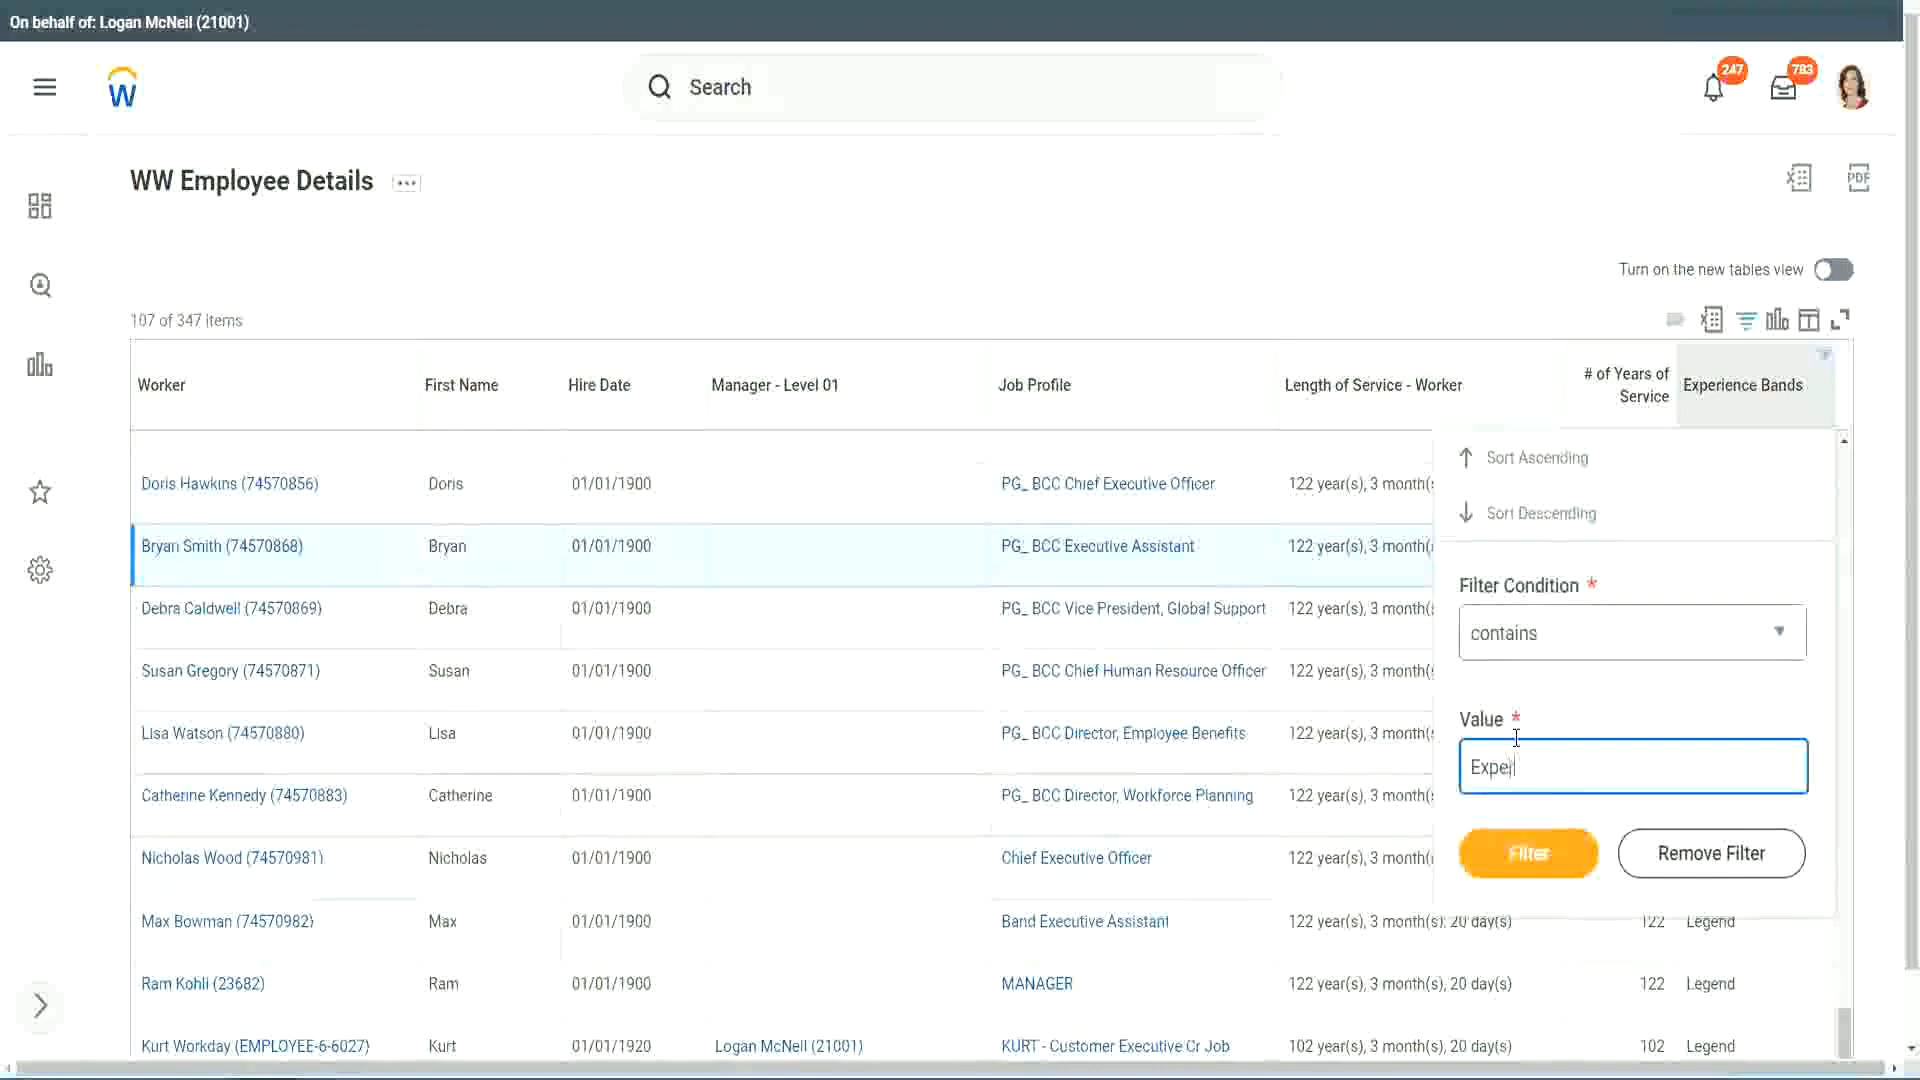 On behalf of: Logan McNeil (21001)
Search
247
783
WW Employee Details
PDF
Turn on the new tables view
107 of 347 items
Worker
First Name
Hire Date
Manager - Level 01
Job Profile
Length of Service - Worker
# of Years of Service
Experience Bands
Sort Ascending
Sort Descending
Filter Condition *
contains
Value *
Exper
Filter
Remove Filter
Doris Hawkins (74570856) Doris 01/01/1900 PG_ BCC Chief Executive Officer 122 year(s), 3 month(s
Bryan Smith (74570868) Bryan 01/01/1900 PG_ BCC Executive Assistant 122 year(s), 3 month(s
Debra Caldwell (74570869) Debra 01/01/1900 PG_ BCC Vice President, Global Support 122 year(s), 3 month(s
Susan Gregory (74570871) Susan 01/01/1900 PG_ BCC Chief Human Resource Officer 122 year(s), 3 month(s
Lisa Watson (74570880) Lisa 01/01/1900 PG_ BCC Director, Employee Benefits 122 year(s), 3 month(s
Catherine Kennedy (74570883) Catherine 01/01/1900 PG_ BCC Director, Workforce Planning 122 year(s), 3 month(s
Nicholas Wood (74570981) Nicholas 01/01/1900 Chief Executive Officer 122 year(s), 3 month(
Max Bowman (74570982) Max 01/01/1900 Band Executive Assistant 122 year(s), 3 month(s), 20 day(s) 122 Legend
Ram Kohli (23682) Ram 01/01/1900 MANAGER 122 year(s), 3 month(s), 20 day(s) 122 Legend
Kurt Workday (EMPLOYEE-6-6027) Kurt 01/01/1920 Logan McNeil (21001) KURT - Customer Executive Cr Job 102 year(s), 3 month(s), 20 day(s) 102 Legend